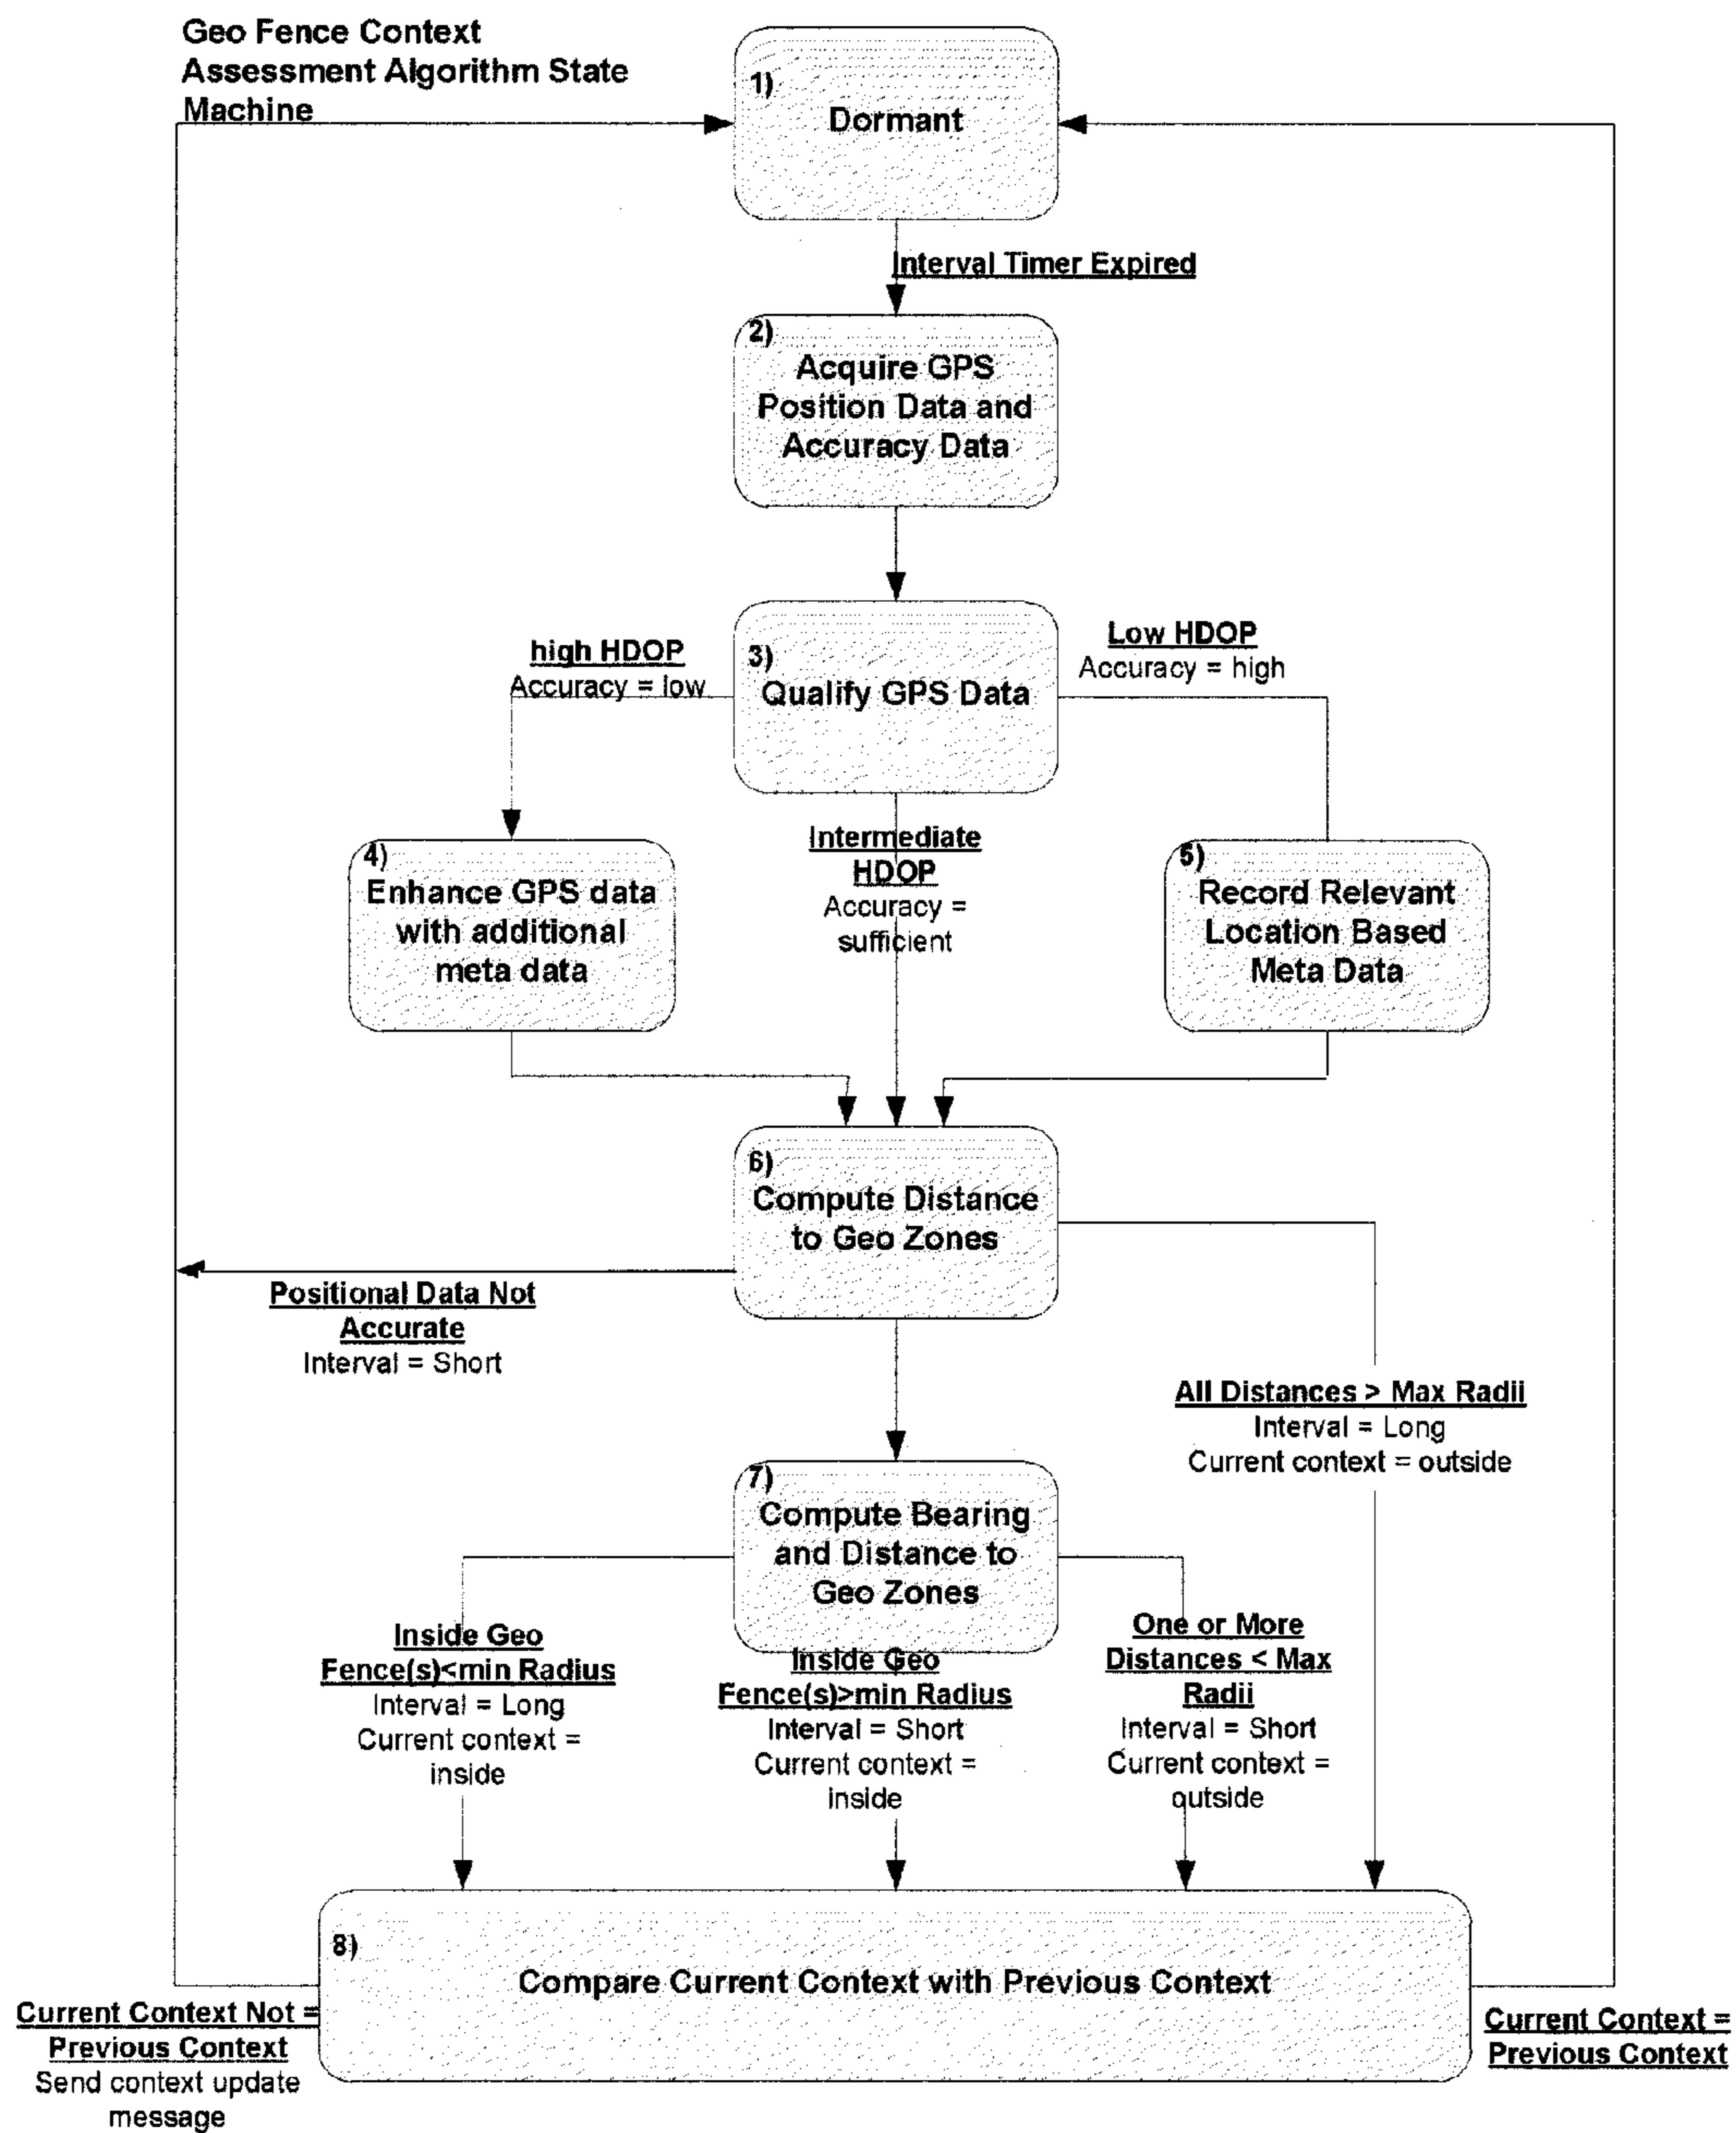 Geo Fence Context
Assessment Algorithm State
Machine
1)
Dormant
Interval Timer Expired
2)
Acquire GPS
Position Data and
Accuracy Data
high HDOP
Accuracy = low
3)
Qualify GPS Data
Low HDOP
Accuracy = high
Intermediate
HDOP
Accuracy =
sufficient
4)
Enhance GPS data
with additional
meta data
5)
Record Relevant
Location Based
Meta Data
6)
Compute Distance
to Geo Zones
Positional Data Not
Accurate
Interval = Short
All Distances > Max Radii
Interval = Long
Current context = outside
7)
Compute Bearing
and Distance to
Geo Zones
Inside Geo
Fence(s)<min Radius
Interval = Long
Current context =
inside
Inside Geo
Fence(s)>min Radius
Interval = Short
Current context =
inside
One or More
Distances < Max
Radii
Interval = Short
Current context =
outside
8)
Compare Current Context with Previous Context
Current Context Not =
Previous Context
Send context update
message
Current Context =
Previous Context